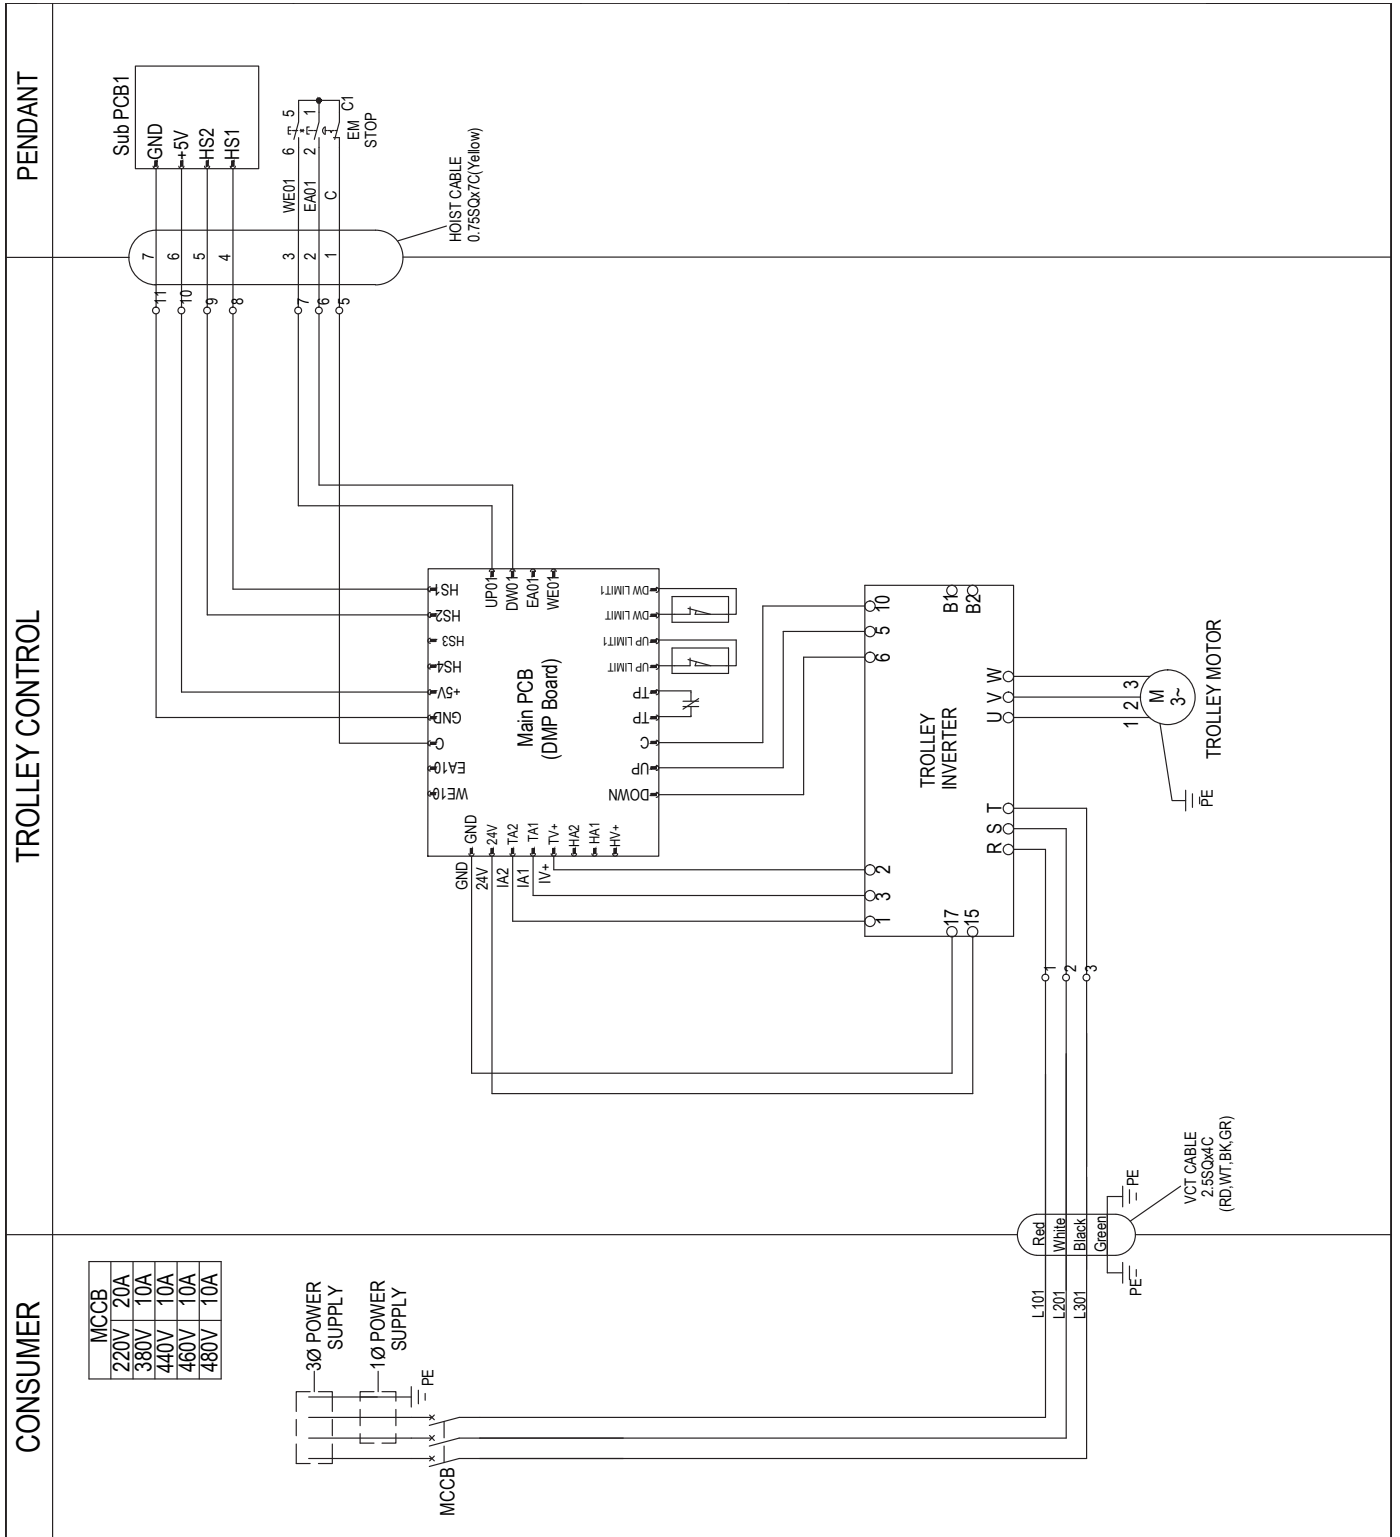 CONSUMER
TROLLEY CONTROL
PENDANT
MCCB
220V 20A
380V 10A
440V 10A
460V 10A
480V 10A
3Ø POWER
SUPPLY
1Ø POWER
SUPPLY
PE
MCCB
L101
L201
L301
Red
White
Black
Green
PE
PE
VCT CABLE
2.5SQx4C
(RD,WT,BK,GR)
1
2
3
GND
24V
IA2
IA1
IV+
GND
24V
TA2
TA1
TV+
HA2
HA1
HV+
WE10
EA10
C
GND
+5V
HS4
HS3
HS2
HS1
Main PCB
(DMP Board)
UP01
DW01
EA01
WE01
DOWN
UP
C
TP
TP
UP LIMIT
UP LIMIT1
DW LIMIT
DW LIMIT1
1
3
2
6
5
10
17
15
TROLLEY
INVERTER
B1
B2
R
S
T
U
V
W
1
2
3
M
3~
PE
TROLLEY MOTOR
11
10
9
8
7
6
5
7
6
5
4
3
2
1
HOIST CABLE
0.75SQx7C(Yellow)
Sub PCB1
GND
+5V
HS2
HS1
WE01
EA01
C
6
5
2
1
C1
EM
STOP